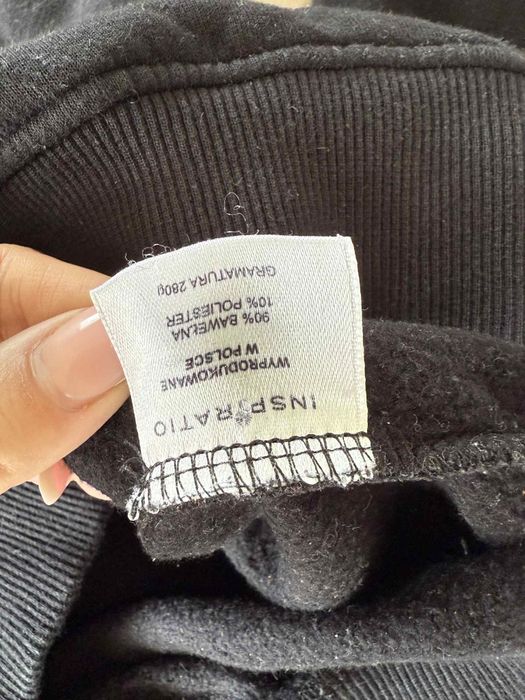 INSPIRATIO
WYPRODUKOWANE
W POLSCE
90% BAWEŁNA
10% POLIESTER
GRAMATURA 280g